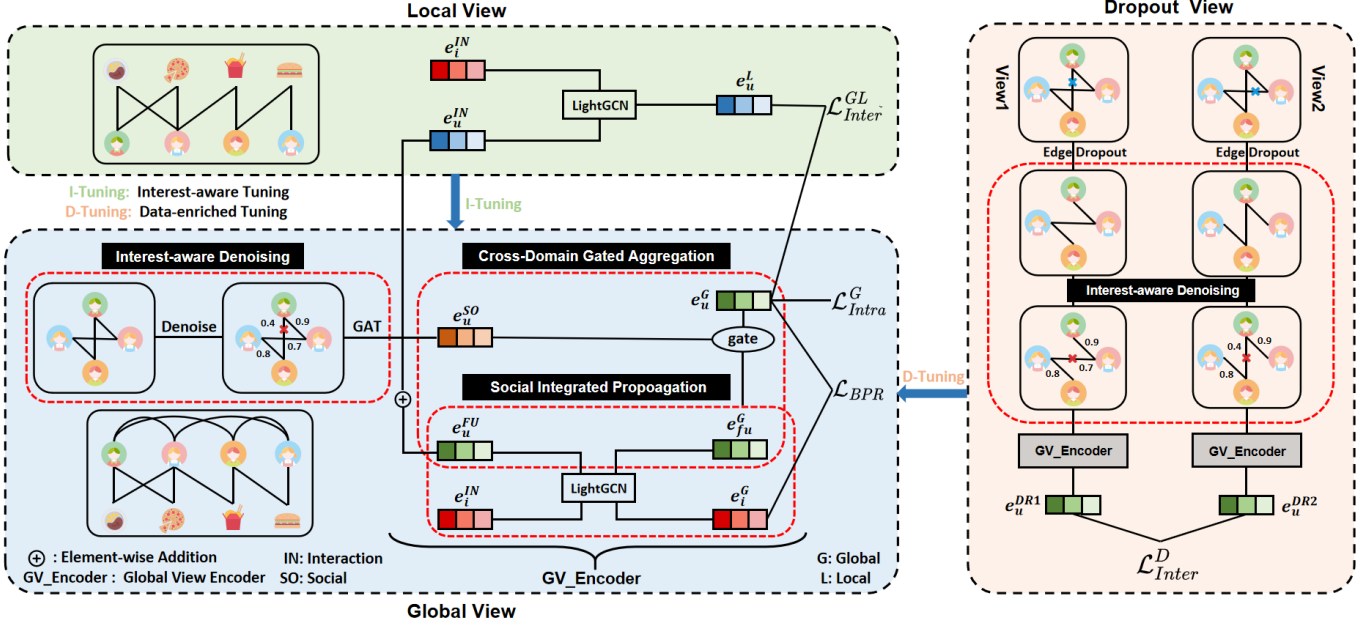 Local View
e_i^{IN}
e_u^{IN}
LightGCN
e_u^L
\mathcal{L}_{Inter}^{GL}
I-Tuning: Interest-aware Tuning
D-Tuning: Data-enriched Tuning
I-Tuning
Interest-aware Denoising
Denoise
0.4
0.9
0.8
0.7
GAT
Cross-Domain Gated Aggregation
e_u^{SO}
e_u^G
gate
\mathcal{L}_{Intra}^G
Social Integrated Propoagation
\mathcal{L}_{BPR}
e_u^{FU}
e_{fu}^G
LightGCN
e_i^{IN}
e_i^G
⊕ : Element-wise Addition
IN: Interaction
GV_Encoder : Global View Encoder
SO: Social
GV_Encoder
G: Global
L: Local
Global View
D-Tuning
Dropout View
View1
View2
Edge Dropout
Edge Dropout
Interest-aware Denoising
0.9
0.8
0.7
0.4
0.9
0.8
GV_Encoder
GV_Encoder
e_u^{DR1}
e_u^{DR2}
\mathcal{L}_{Inter}^D